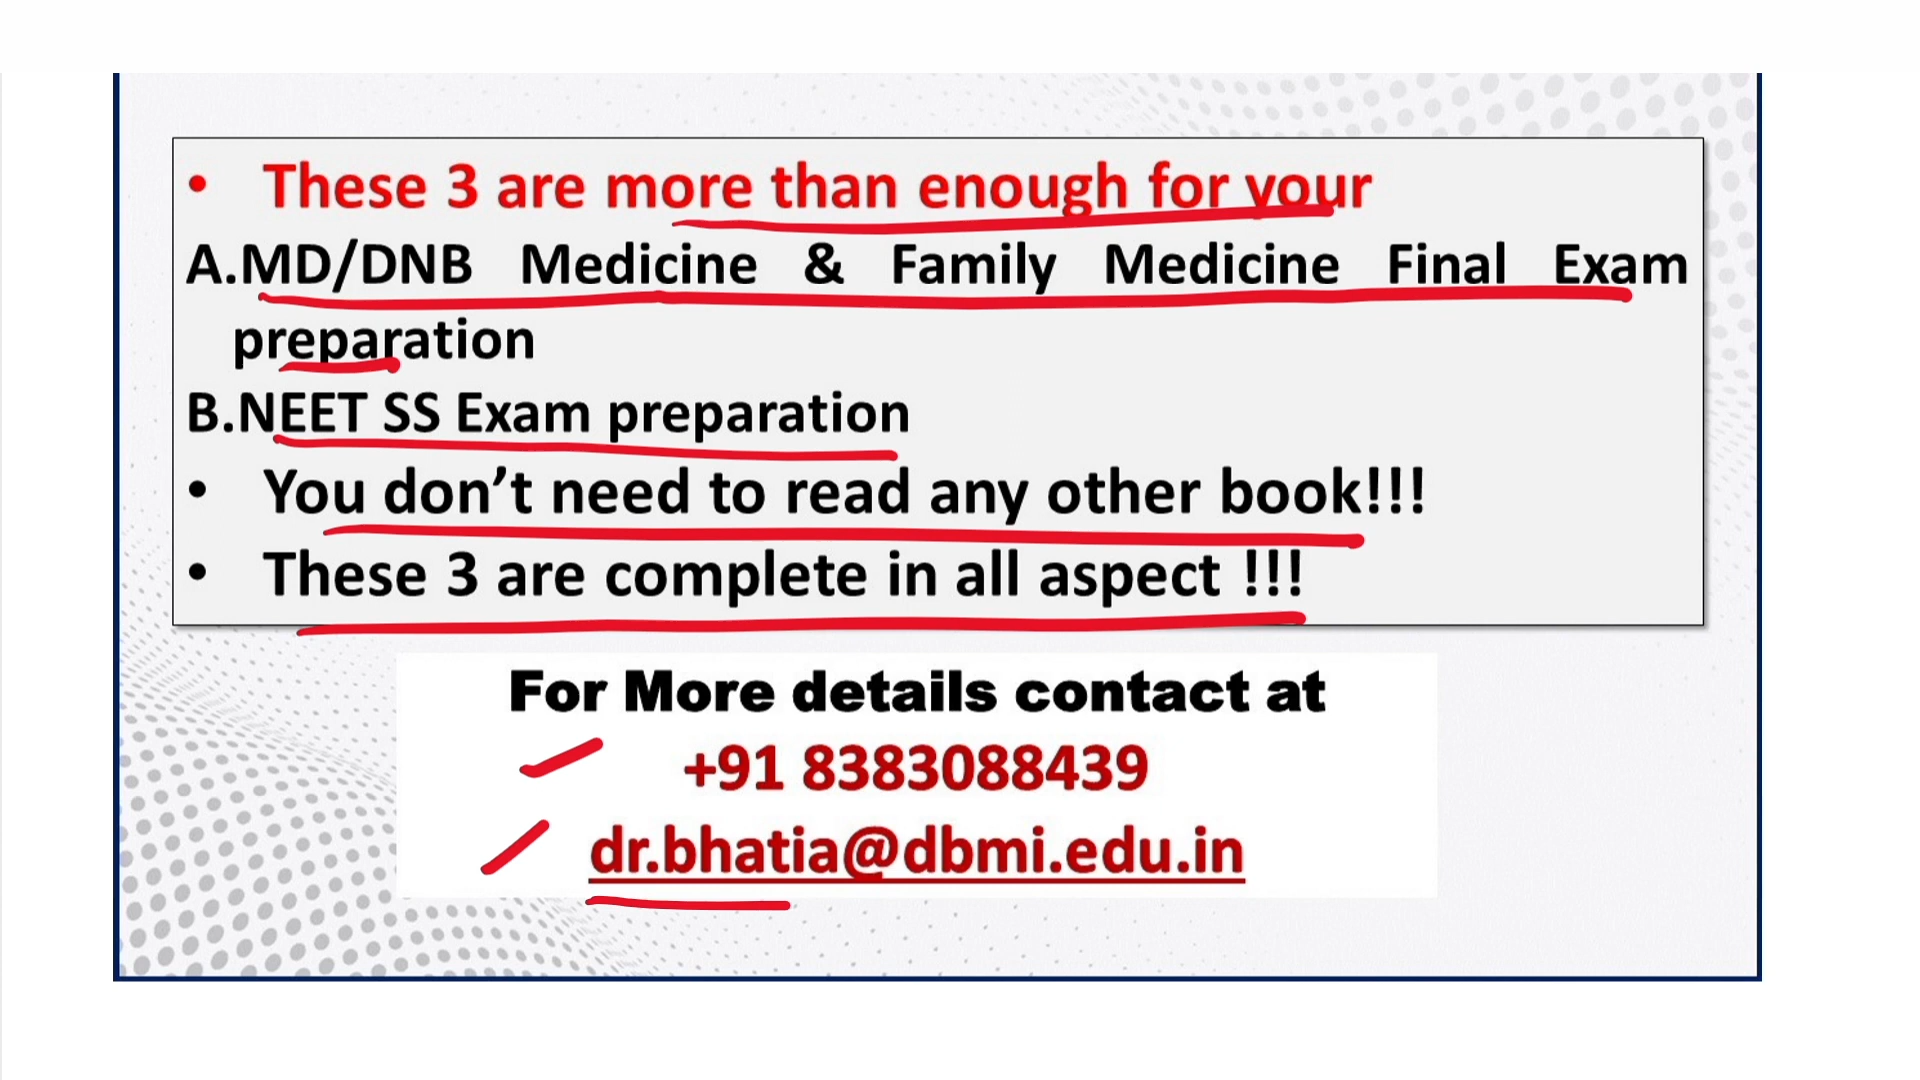 • These 3 are more than enough for your
A.MD/DNB Medicine & Family Medicine Final Exam
preparation
B.NEET SS Exam preparation
• You don’t need to read any other book!!!
• These 3 are complete in all aspect !!!
For More details contact at
+91 8383088439
dr.bhatia@dbmi.edu.in